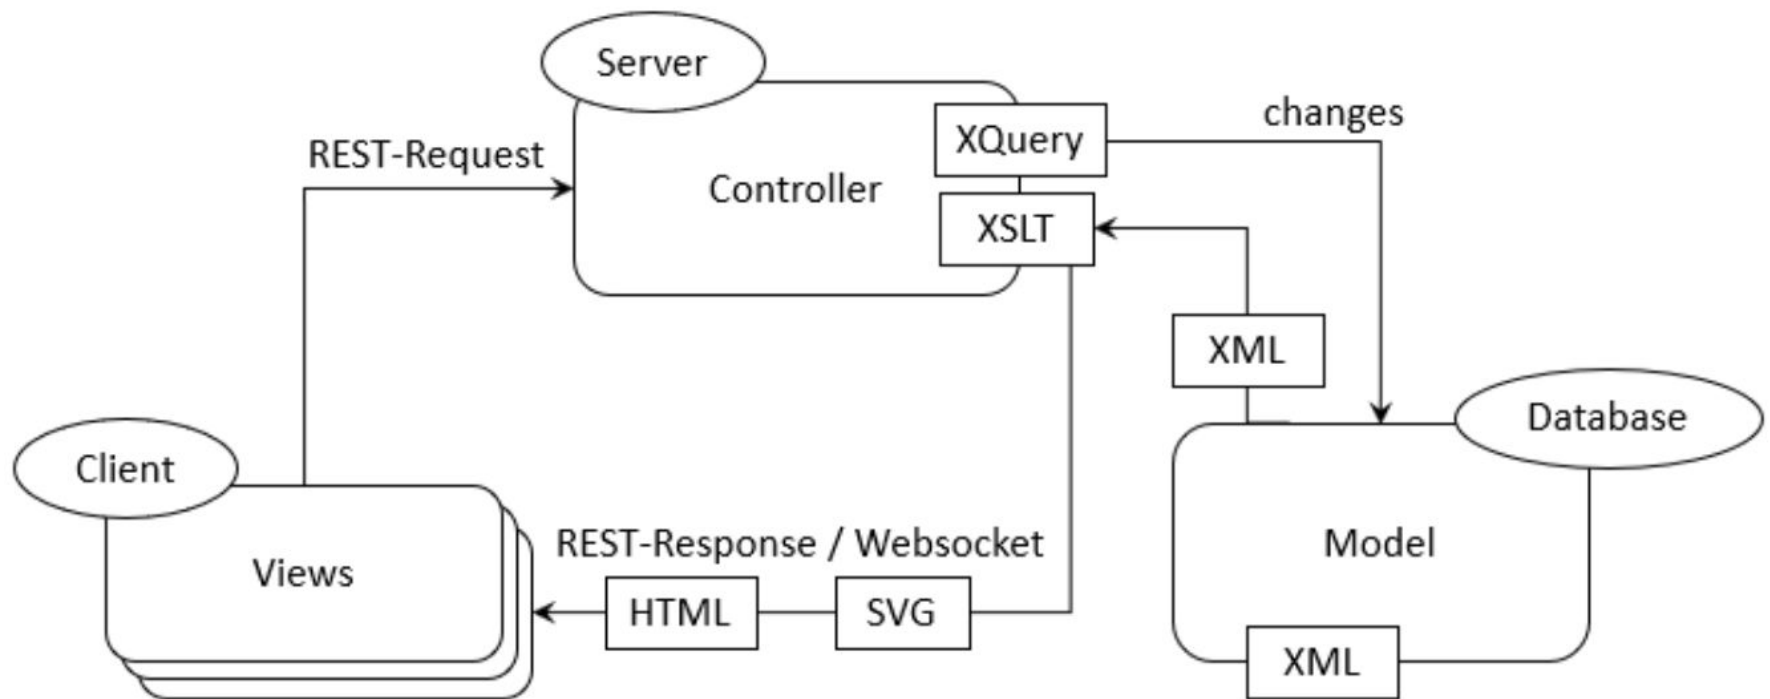 Server
changes
XQuery
REST-Request
Controller
XSLT
XML
Database
Client
REST-Response / Websocket
Model
Views
HTML
SVG
XML